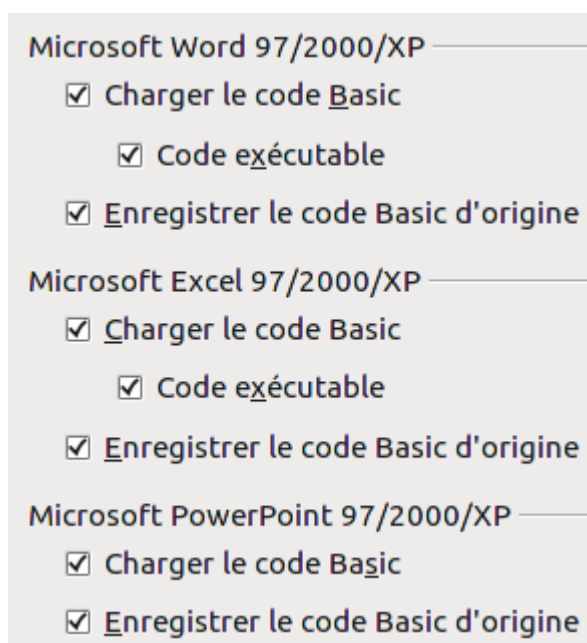 Microsoft Word 97/2000/XP
Charger le code Basic
Code exécutable
Enregistrer le code Basic d'origine
Microsoft Excel 97/2000/XP
Charger le code Basic
Code exécutable
Enregistrer le code Basic d'origine
Microsoft PowerPoint 97/2000/XP
Charger le code Basic
Enregistrer le code Basic d'origine